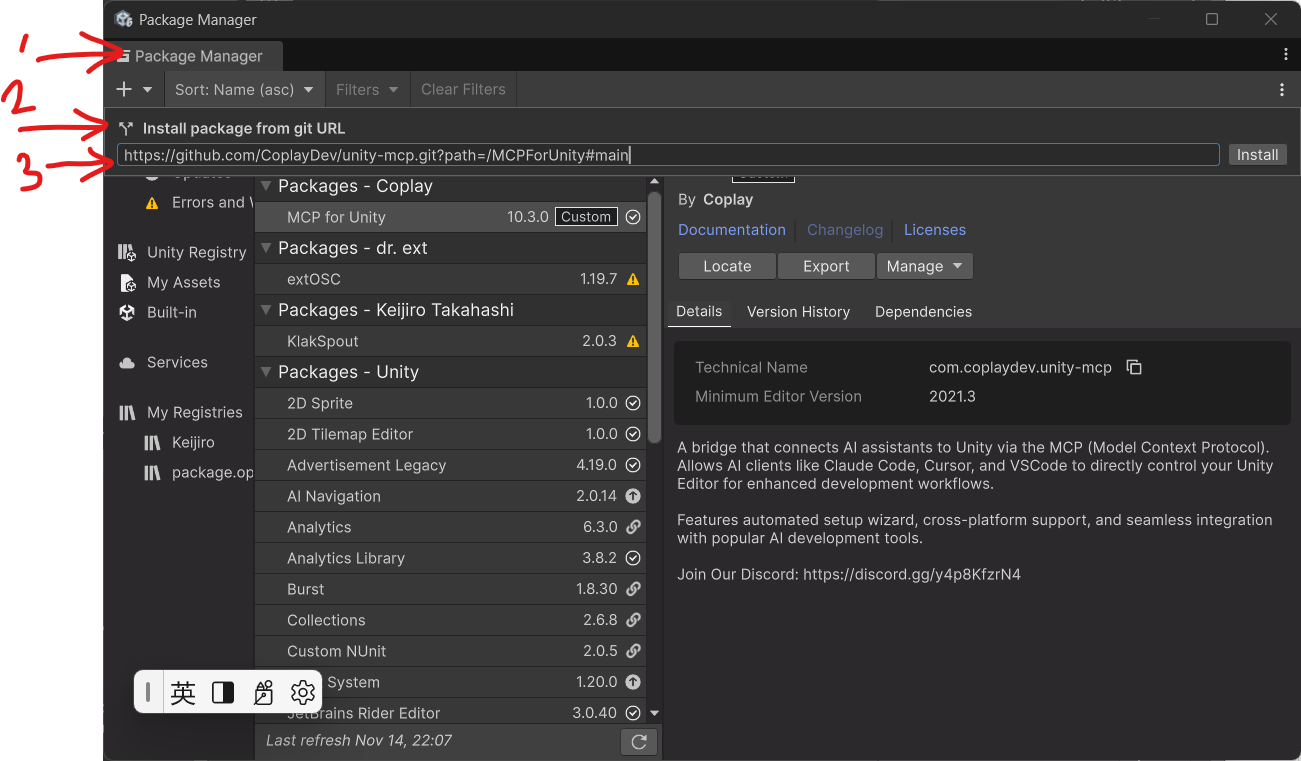 Package Manager
1
Package Manager
Sort: Name (asc)
Filters
Clear Filters
2
Install package from git URL
3
https://github.com/CoplayDev/unity-mcp.git?path=/MCPForUnity#main
Install
Updates
Errors and W
Unity Registry
My Assets
Built-in
Services
My Registries
Keijiro
package.op
Packages - Coplay
MCP for Unity 10.3.0 Custom
Packages - dr. ext
extOSC 1.19.7
Packages - Keijiro Takahashi
KlakSpout 2.0.3
Packages - Unity
2D Sprite 1.0.0
2D Tilemap Editor 1.0.0
Advertisement Legacy 4.19.0
AI Navigation 2.0.14
Analytics 6.3.0
Analytics Library 3.8.2
Burst 1.8.30
Collections 2.6.8
Custom NUnit 2.0.5
System 1.20.0
JetBrains Rider Editor 3.0.40
Last refresh Nov 14, 22:07
英
Custom
By Coplay
Documentation
Changelog
Licenses
Locate
Export
Manage
Details
Version History
Dependencies
Technical Name com.coplaydev.unity-mcp
Minimum Editor Version 2021.3
A bridge that connects AI assistants to Unity via the MCP (Model Context Protocol).
Allows AI clients like Claude Code, Cursor, and VSCode to directly control your Unity
Editor for enhanced development workflows.
Features automated setup wizard, cross-platform support, and seamless integration
with popular AI development tools.
Join Our Discord: https://discord.gg/y4p8KfzrN4